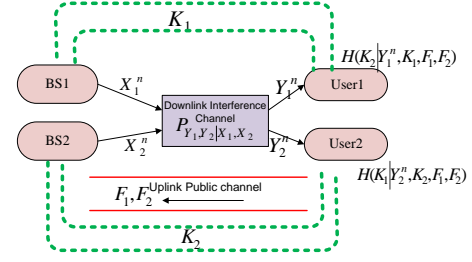 K_1
H(K_2|Y_1^n,K_1,F_1,F_2)
BS1
X_1^n
Y_1^n
User1
Downlink Interference
Channel
P_{Y_1,Y_2|X_1,X_2}
BS2
X_2^n
Y_2^n
User2
H(K_1|Y_2^n,K_2,F_1,F_2)
F_1,F_2 Uplink Public channel
K_2